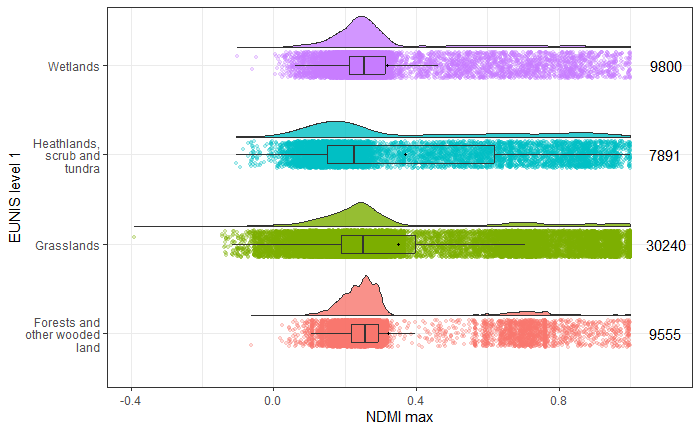 EUNIS level 1
Wetlands
9800
Heathlands,
scrub and
tundra
7891
Grasslands
30240
Forests and
other wooded
land
9555
-0.4
0.0
0.4
0.8
NDMI max